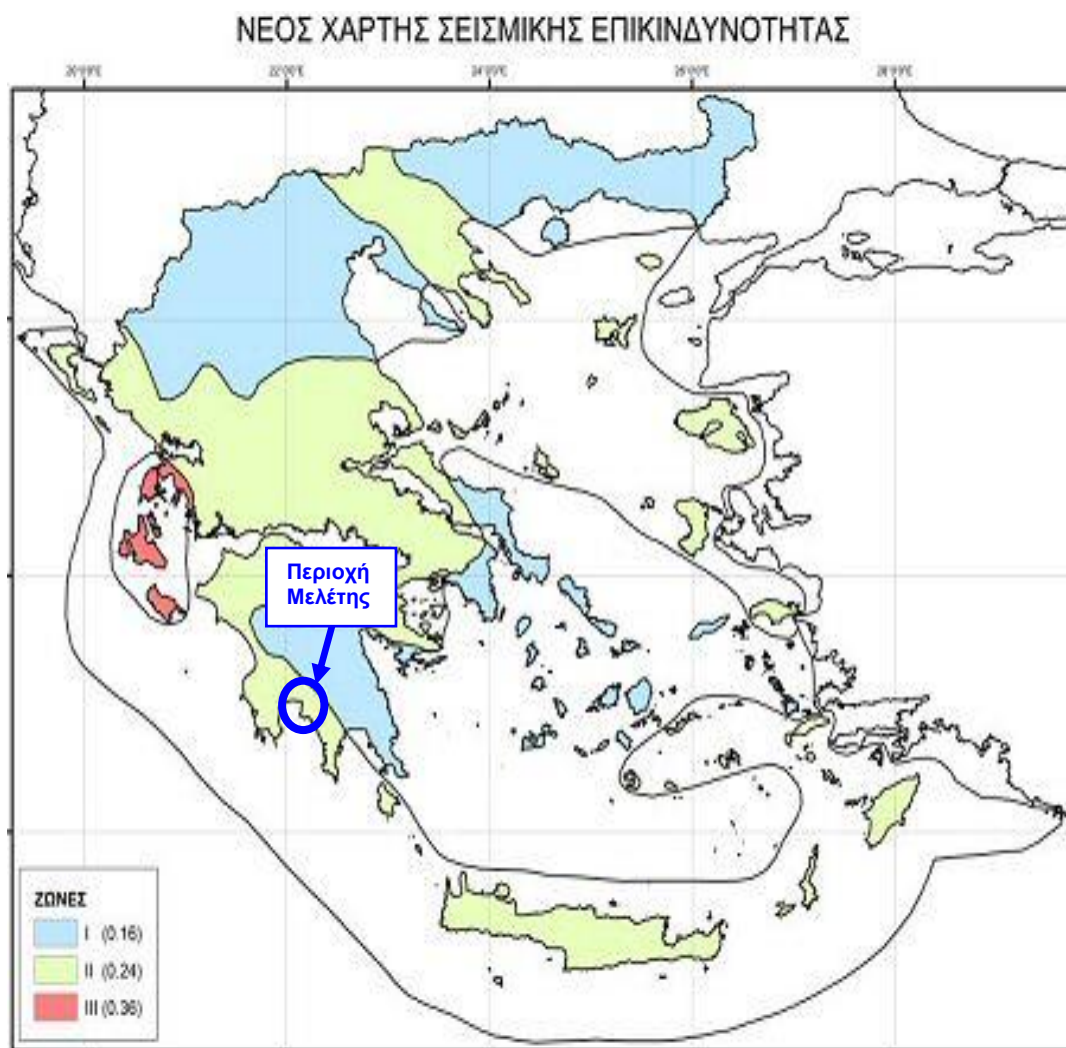 ΝΕΟΣ ΧΑΡΤΗΣ ΣΕΙΣΜΙΚΗΣ ΕΠΙΚΙΝΔΥΝΟΤΗΤΑΣ
Περιοχή
Μελέτης
ΖΩΝΕΣ
I (0.16)
II (0.24)
III (0.36)